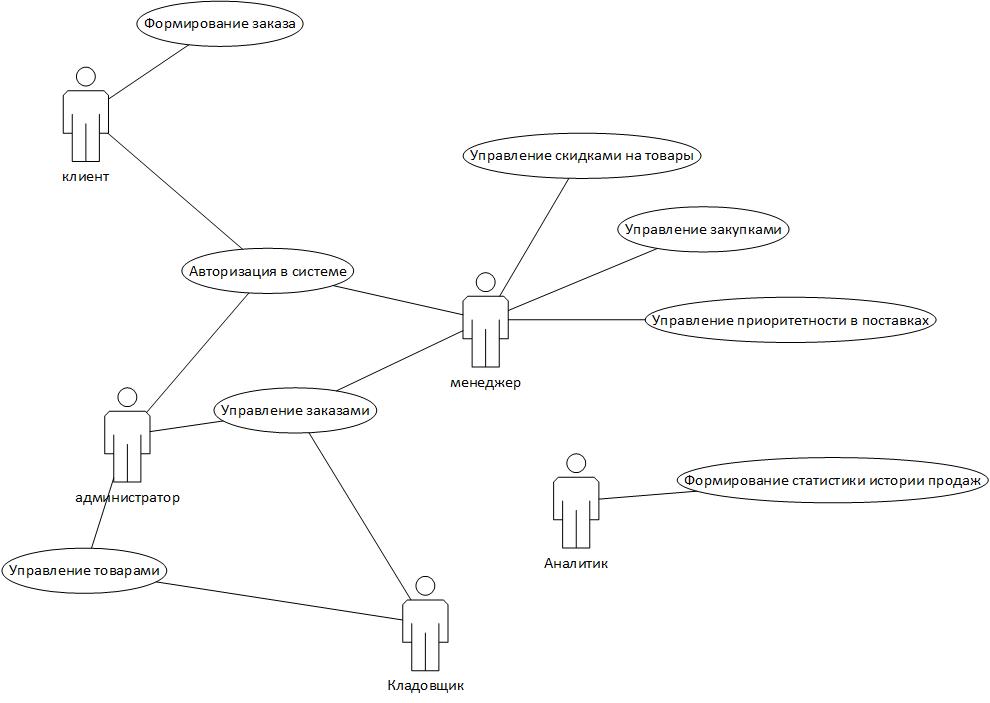 Формирование заказа
клиент
Управление скидками на товары
Управление закупками
Авторизация в системе
Управление приоритетности в поставках
менеджер
Управление заказами
администратор
Формирование статистики истории продаж
Аналитик
Управление товарами
Кладовщик